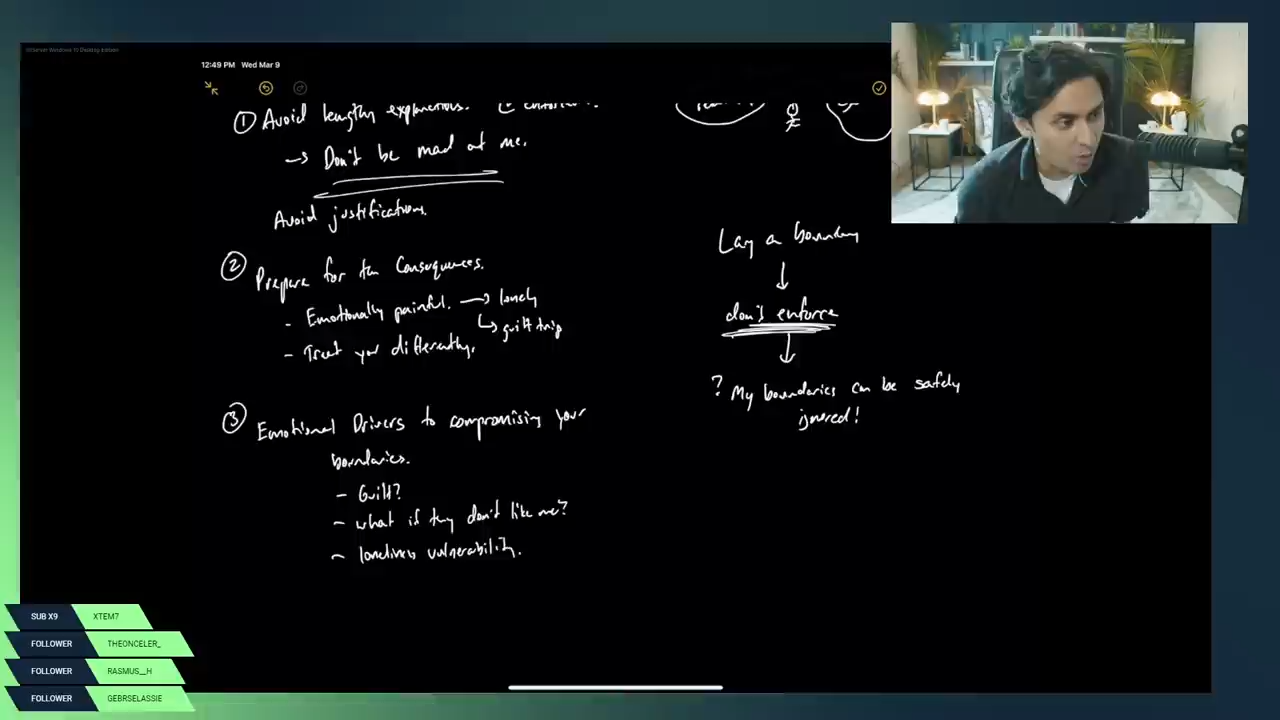 12:49 PM Wed Mar 9
① Avoid lengthy explanations.
→ Don't be mad at me.
Avoid justifications.
② Prepare for the Consequences.
- Emotionally painful. → lonely
↳ guilt trip
- Treat you differently.
③ Emotional Drivers to compromising your
boundaries.
- Guilt?
- what if they don't like me?
- loneliness vulnerability.
Lay a boundary
↓
don't enforce
↓
? My boundaries can be safely
ignored!
SUB X9 XTEM7
FOLLOWER THEONCELER_
FOLLOWER RASMUS__H
FOLLOWER GEBRSELASSIE